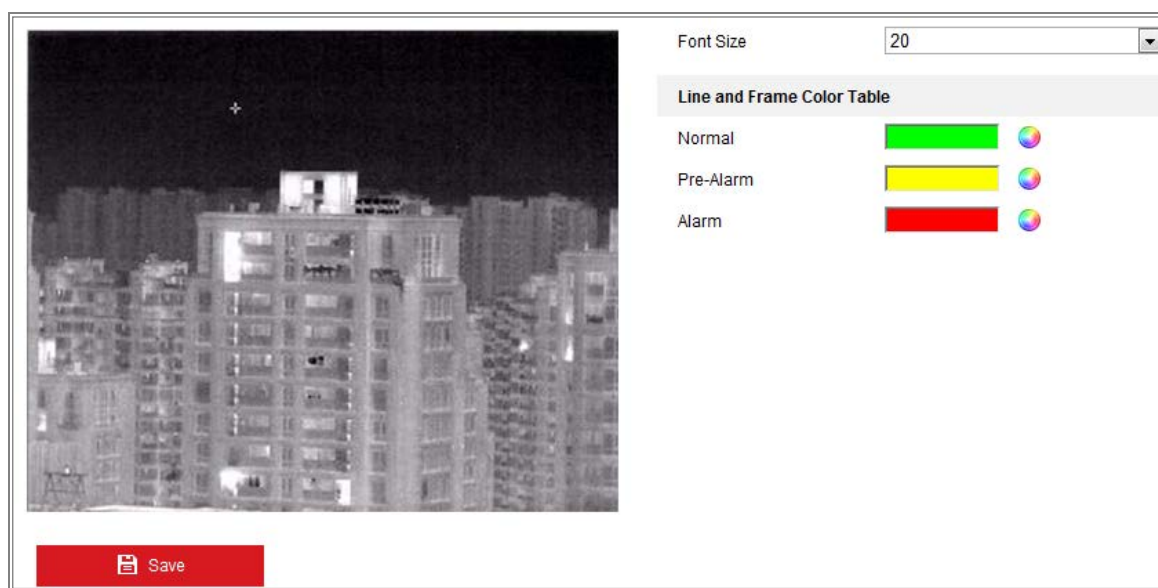 Font Size
20
Line and Frame Color Table
Normal
Pre-Alarm
Alarm
Save